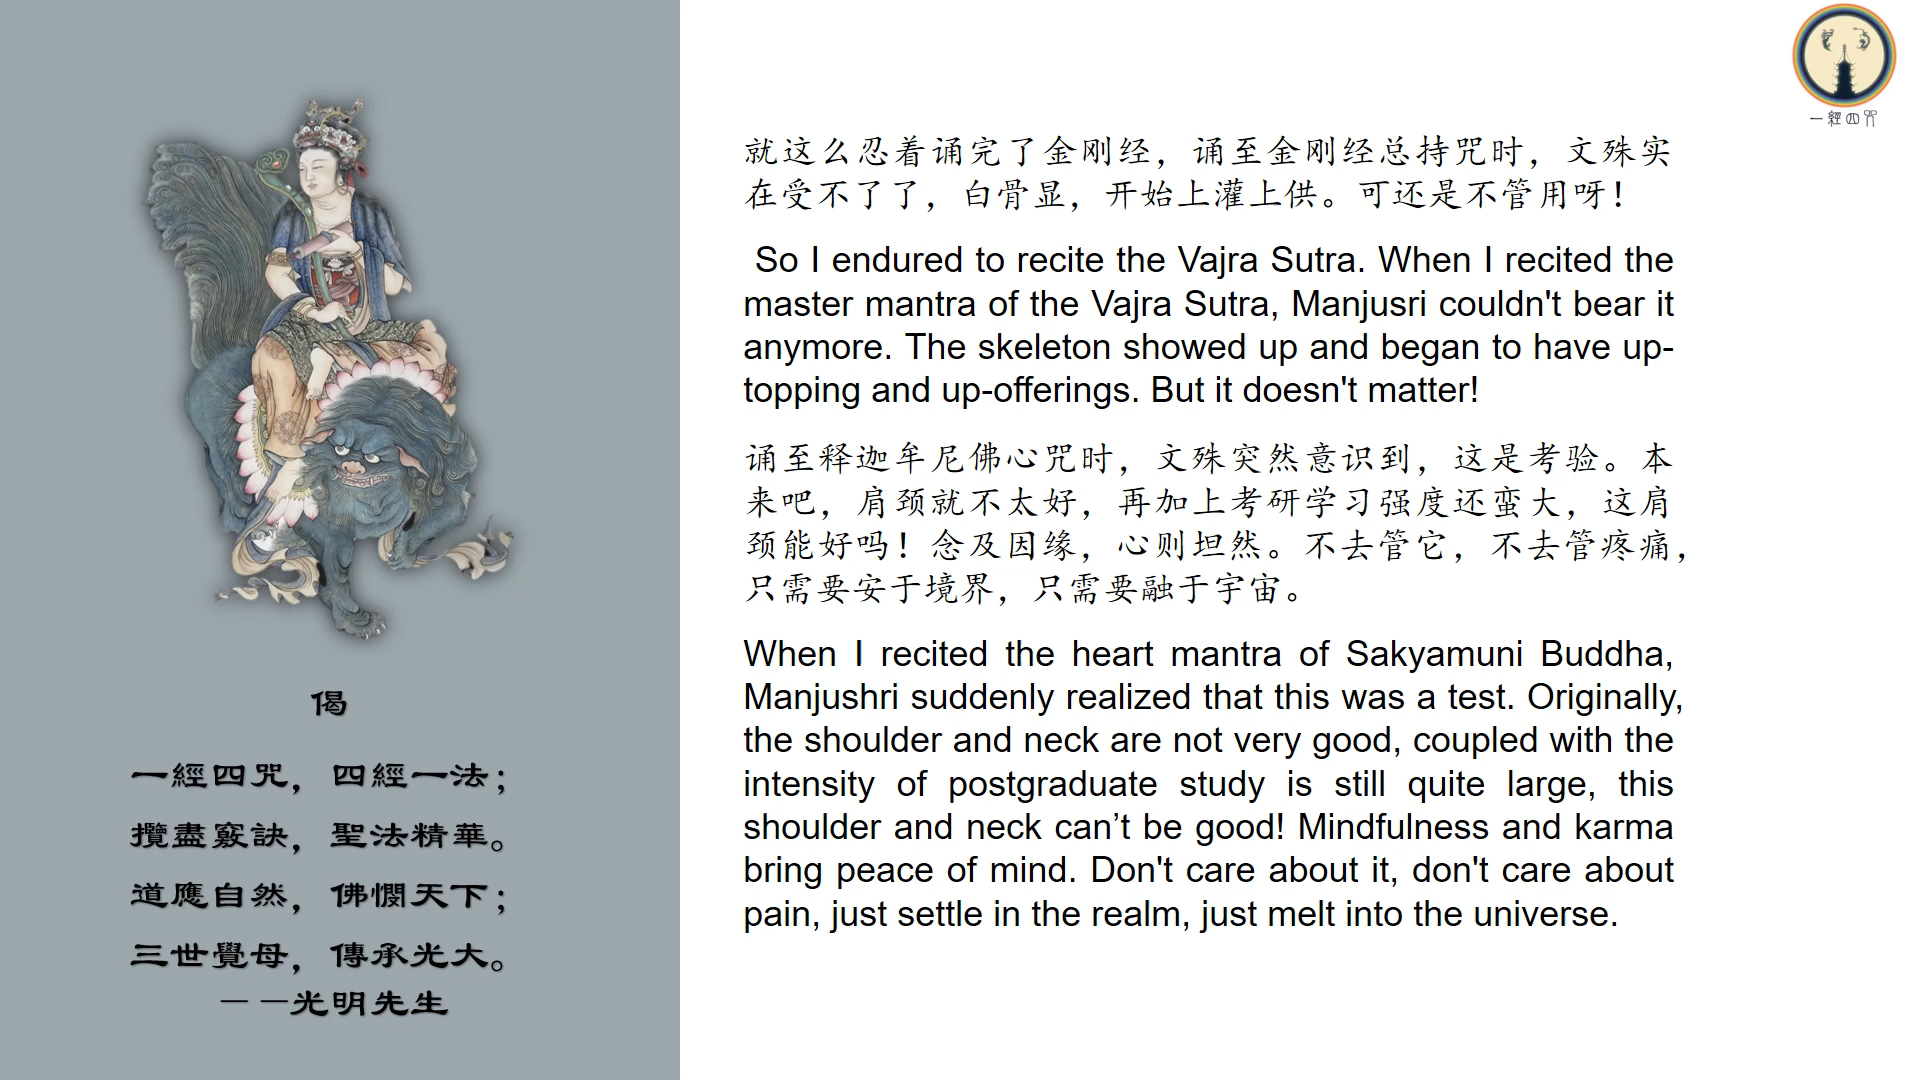 一經四咒
就这么忍着诵完了金刚经，诵至金刚经总持咒时，文殊实
在受不了了，白骨显，开始上灌上供。可还是不管用呀！
So I endured to recite the Vajra Sutra. When I recited the
master mantra of the Vajra Sutra, Manjusri couldn't bear it
anymore. The skeleton showed up and began to have up-
topping and up-offerings. But it doesn't matter!
诵至释迦牟尼佛心咒时，文殊突然意识到，这是考验。本
来吧，肩颈就不太好，再加上考研学习强度还蛮大，这肩
颈能好吗！念及因缘，心则坦然。不去管它，不去管疼痛，
只需要安于境界，只需要融于宇宙。
When I recited the heart mantra of Sakyamuni Buddha,
Manjushri suddenly realized that this was a test. Originally,
the shoulder and neck are not very good, coupled with the
intensity of postgraduate study is still quite large, this
shoulder and neck can’t be good! Mindfulness and karma
bring peace of mind. Don't care about it, don't care about
pain, just settle in the realm, just melt into the universe.
偈
一經四咒，四經一法；
攬盡竅訣，聖法精華。
道應自然，佛憫天下；
三世覺母，傳承光大。
——光明先生